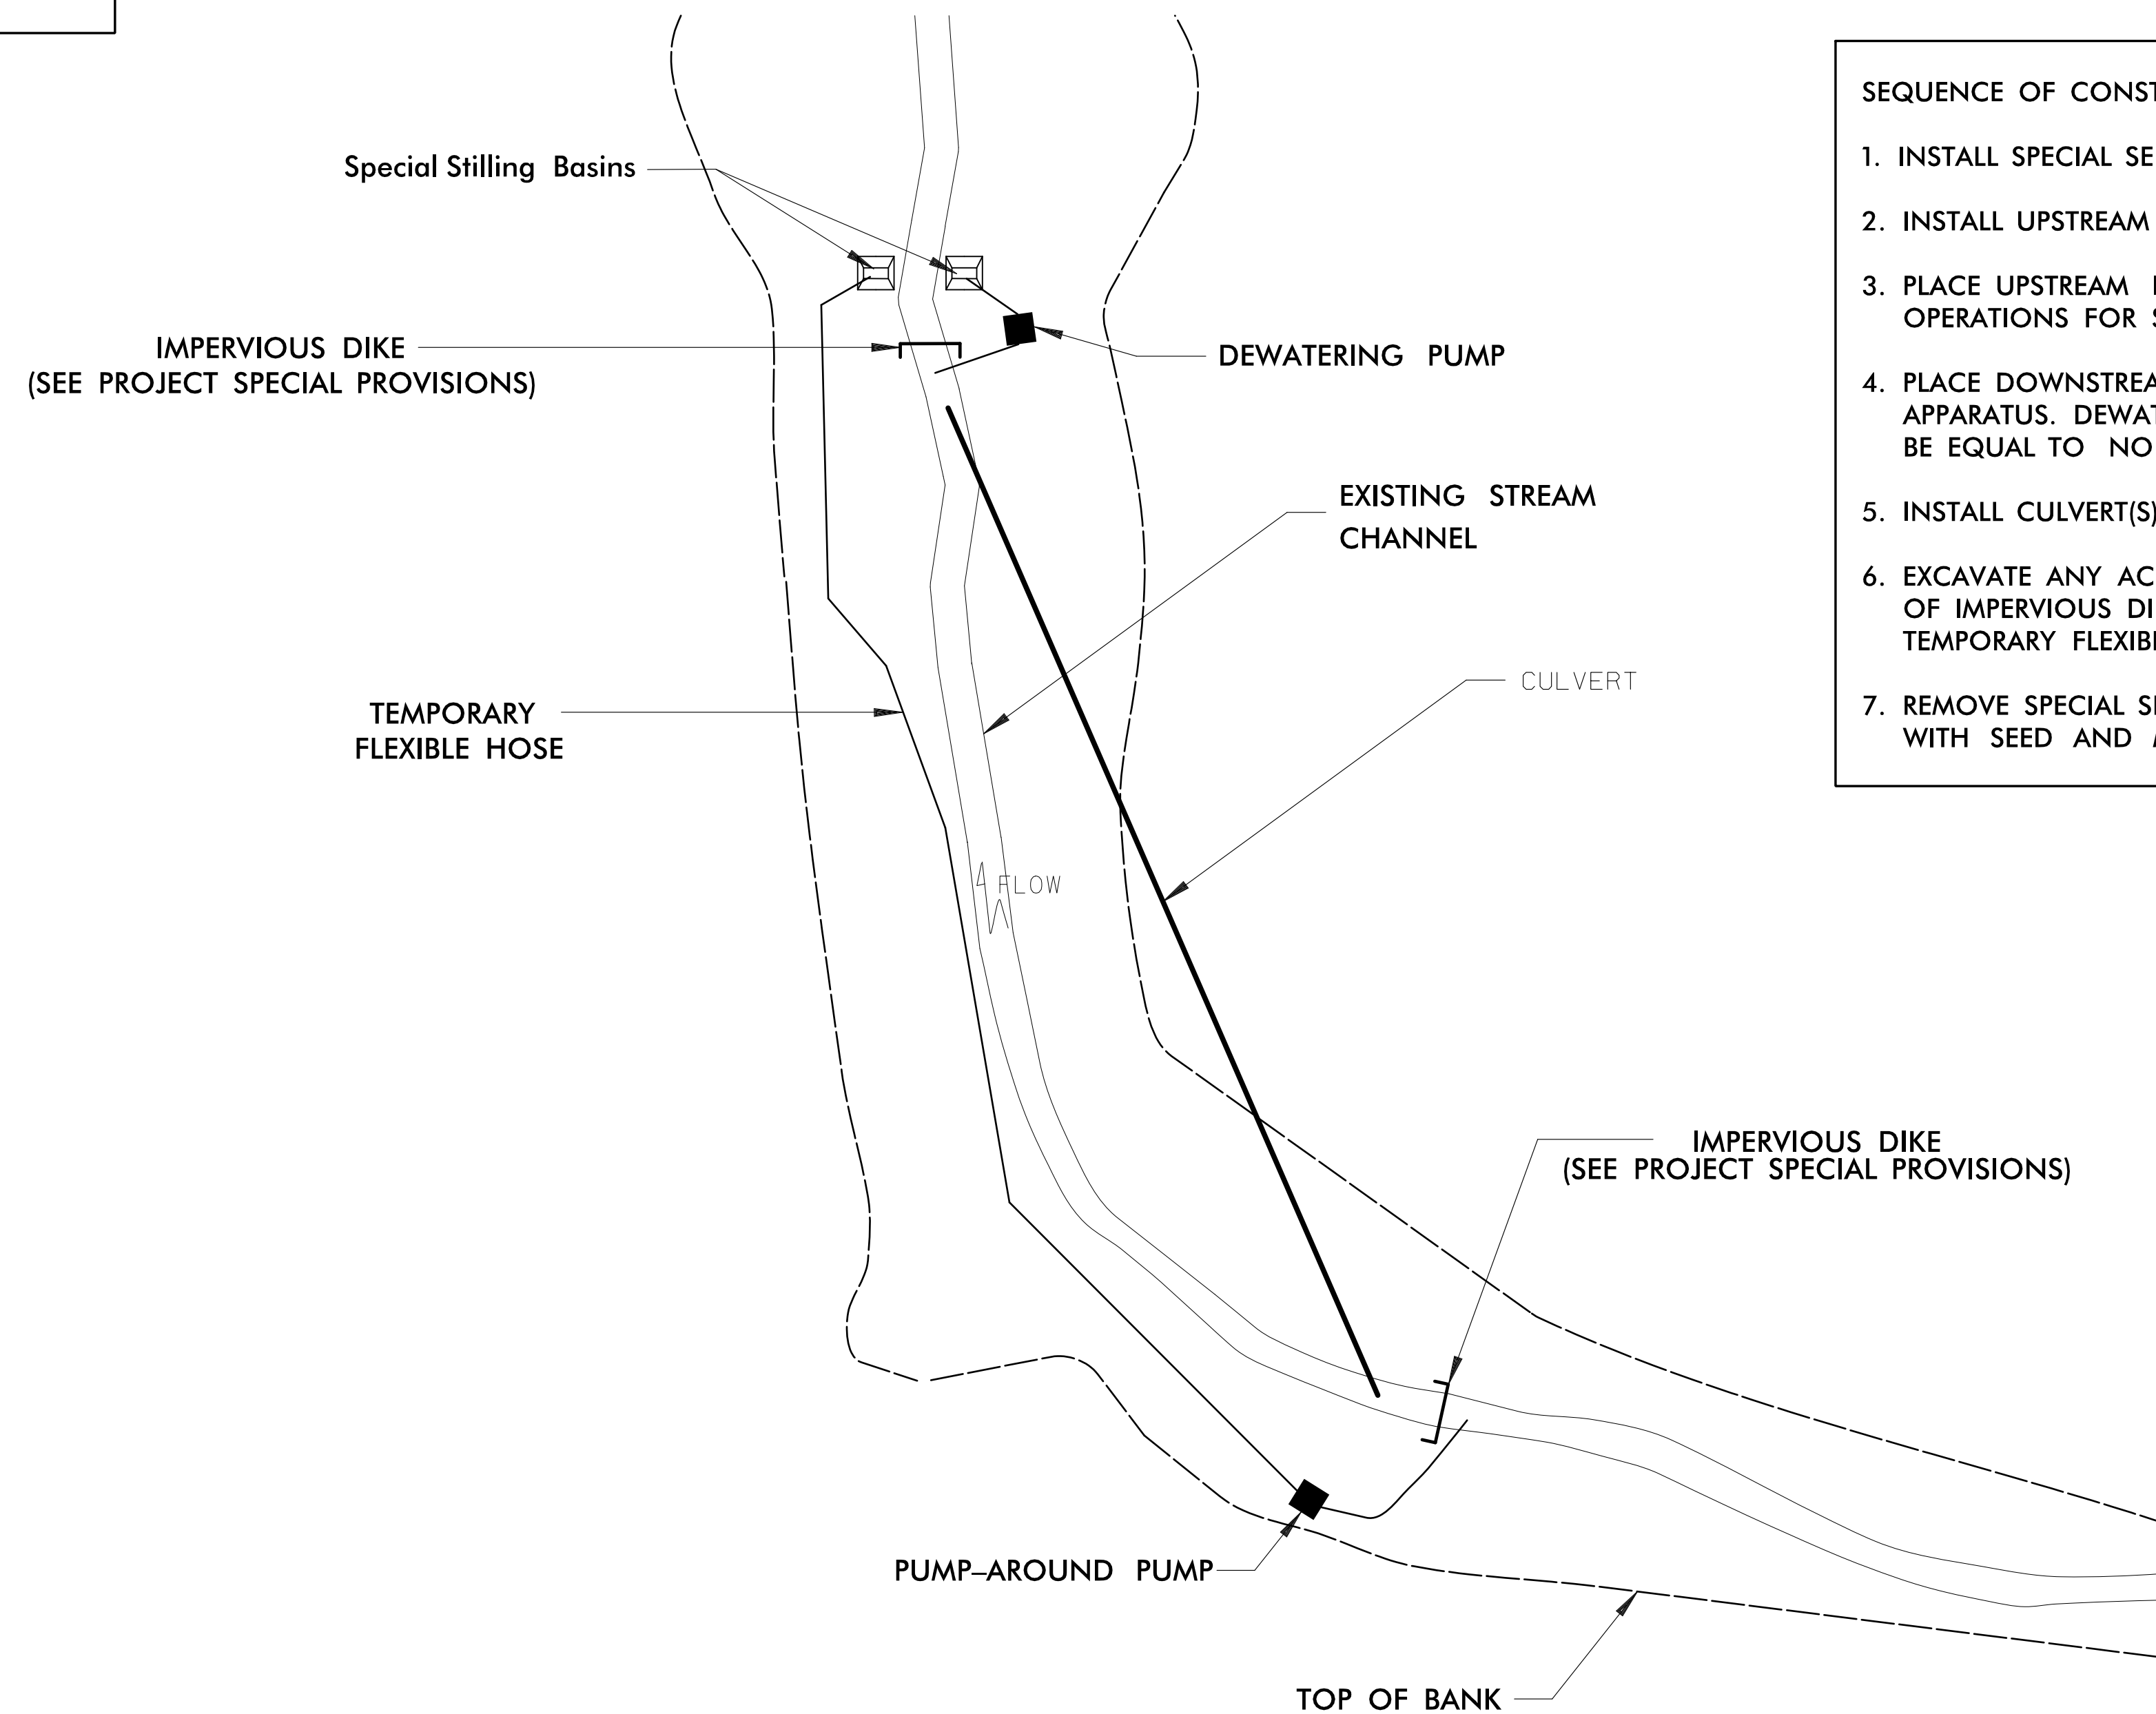 Special Stilling Basins
IMPERVIOUS DIKE
(SEE PROJECT SPECIAL PROVISIONS)
DEWATERING PUMP
EXISTING STREAM
CHANNEL
CULVERT
TEMPORARY
FLEXIBLE HOSE
FLOW
IMPERVIOUS DIKE
(SEE PROJECT SPECIAL PROVISIONS)
PUMP-AROUND PUMP
TOP OF BANK
SEQUENCE OF CONST
1. INSTALL SPECIAL SE
2. INSTALL UPSTREAM
3. PLACE UPSTREAM
OPERATIONS FOR
4. PLACE DOWNSTREA
APPARATUS. DEWAT
BE EQUAL TO NO
5. INSTALL CULVERT(S)
6. EXCAVATE ANY AC
OF IMPERVIOUS DI
TEMPORARY FLEXIB
7. REMOVE SPECIAL S
WITH SEED AND